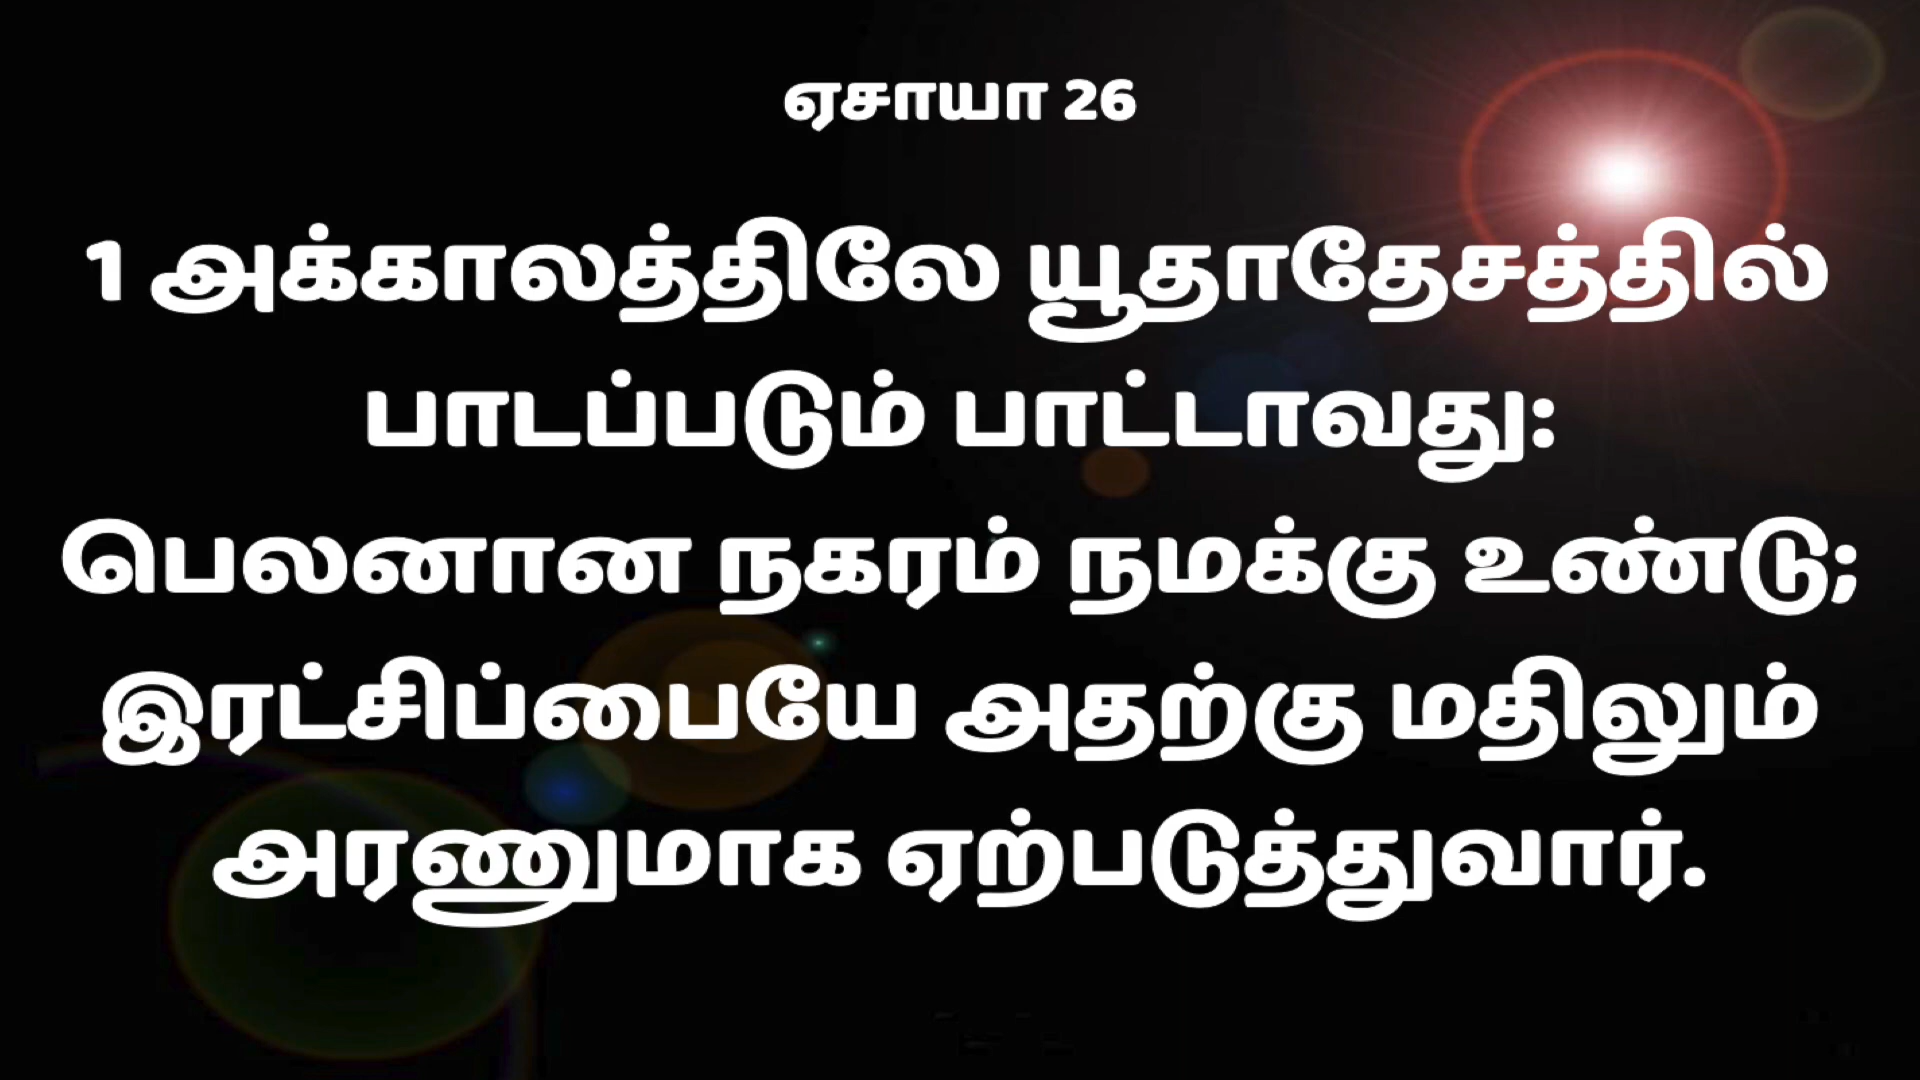 ஏசாயா 26
1 அக்காலத்திலே யூதாதேசத்தில்
பாடப்படும் பாட்டாவது:
பெலனான நகரம் நமக்கு உண்டு;
இரட்சிப்பையே அதற்கு மதிலும்
அரணுமாக ஏற்படுத்துவார்.